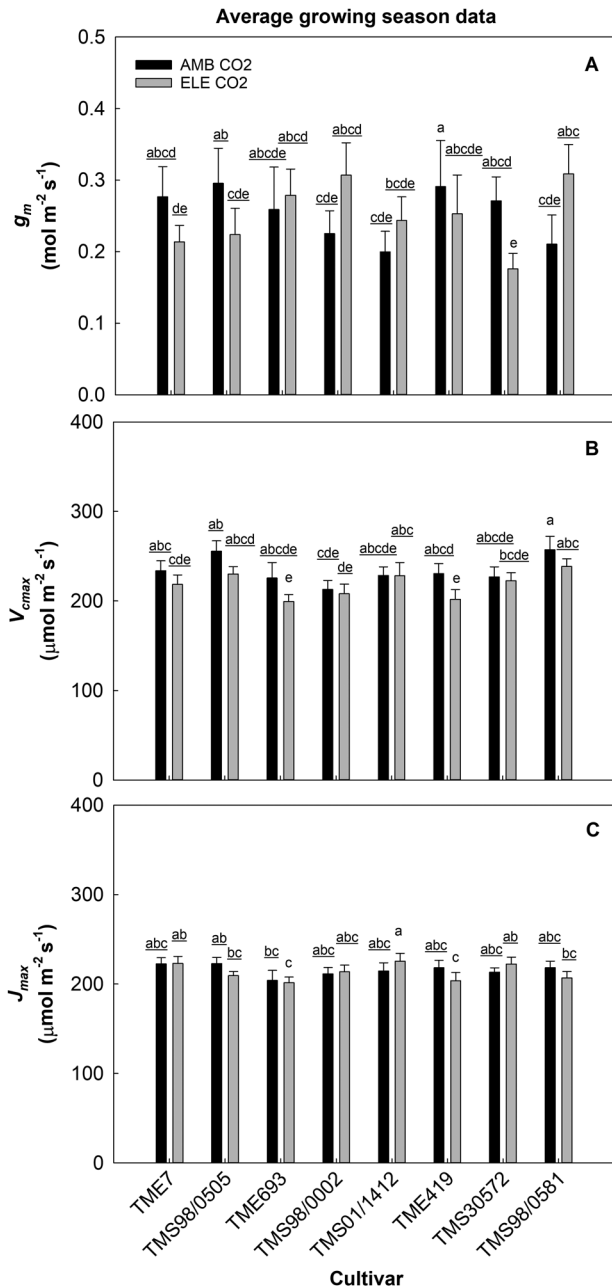 Average growing season data
0.5
A
AMB CO2
ELE CO2
0.4
a
abcd
abc
ab
abcd
abcd
abcde
abcd
abcde
bcde
0.3
de
cde
cde
cde
cde
e
0.2
0.1
0.0
gm
(mol m-2 s-1)
400
B
300
a
ab
abc
abcd
abc
abcde
abcde
abcd
abcde
abc
cde
cde
de
bcde
e
e
200
100
0
Vcmax
(μmol m-2 s-1)
400
C
300
a
abc
ab
ab
bc
bc
c
abc
abc
abc
abc
c
abc
ab
abc
bc
200
100
0
Jmax
(μmol m-2 s-1)
TME7
TMS98/0505
TME693
TMS98/0002
TMS01/1412
TME419
TMS30572
TMS98/0581
Cultivar